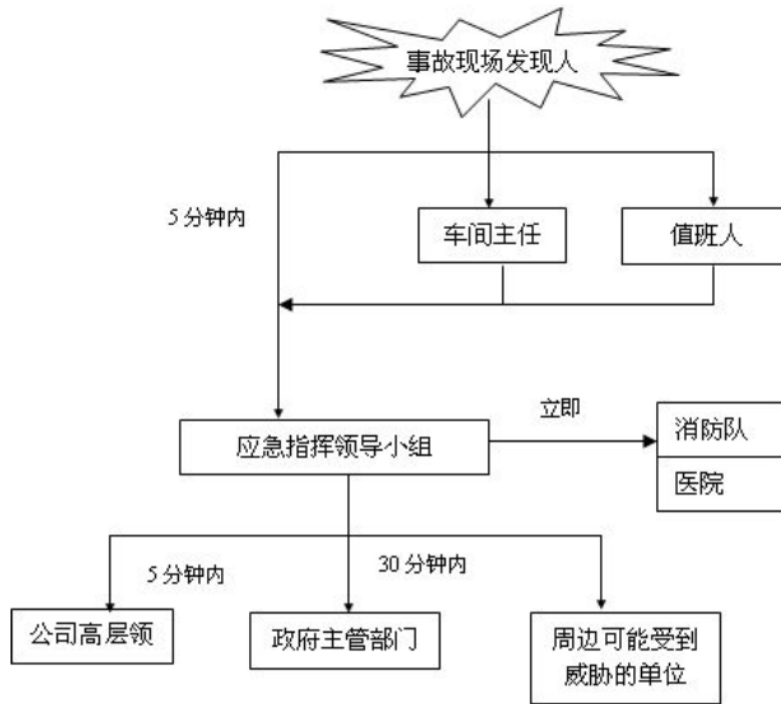 事故现场发现人
5 分钟内
车间主任
值班人
立即
消防队
应急指挥领导小组
医院
5 分钟内
30 分钟内
公司高层领
政府主管部门
周边可能受到
威胁的单位